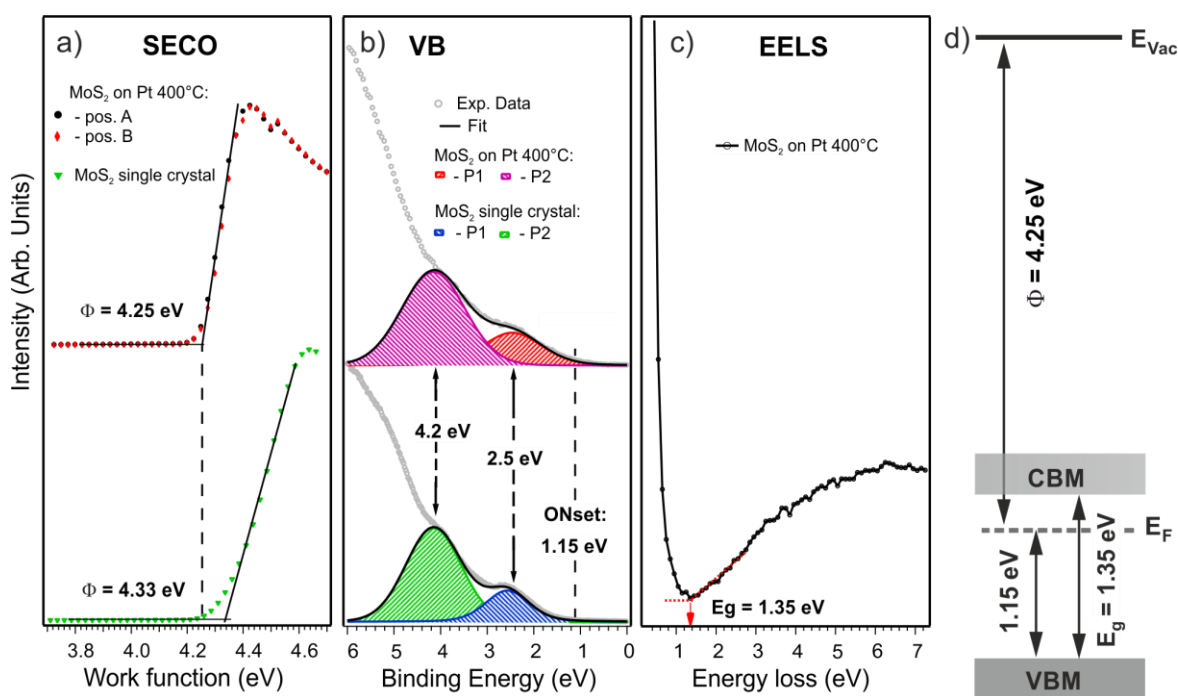 a) SECO
MoS₂ on Pt 400°C:
- pos. A
- pos. B
MoS₂ single crystal
Φ = 4.25 eV
Φ = 4.33 eV
Intensity (Arb. Units)
3.8 4.0 4.2 4.4 4.6
Work function (eV)
b) VB
Exp. Data
Fit
MoS₂ on Pt 400°C:
- P1 - P2
MoS₂ single crystal:
- P1 - P2
4.2 eV
2.5 eV
ONset:
1.15 eV
6 5 4 3 2 1 0
Binding Energy (eV)
c) EELS
MoS₂ on Pt 400°C
Eg = 1.35 eV
1 2 3 4 5 6 7
Energy loss (eV)
d)
E_Vac
Φ = 4.25 eV
CBM
E_F
1.15 eV
E_g = 1.35 eV
VBM